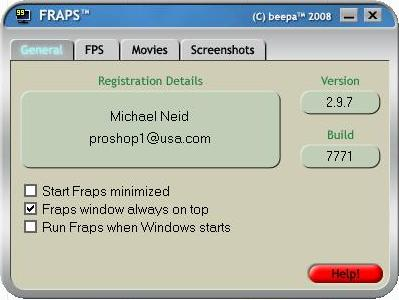 99
FRAPS™
(C) beepa™ 2008
General FPS Movies Screenshots
Registration Details
Michael Neid
proshop1@usa.com
Version
2.9.7
Build
7771
Start Fraps minimized
Fraps window always on top
Run Fraps when Windows starts
Help!